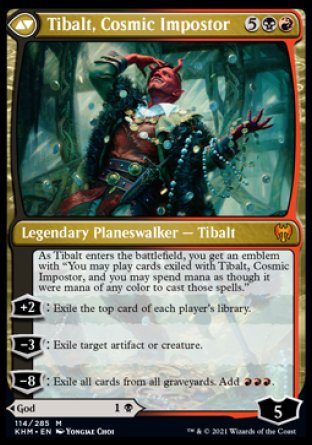 Tibalt, Cosmic Impostor 5
Legendary Planeswalker — Tibalt
As Tibalt enters the battlefield, you get an emblem
with “You may play cards exiled with Tibalt, Cosmic
Impostor, and you may spend mana as though it
were mana of any color to cast those spells.”
+2 : Exile the top card of each player's library.
−3 : Exile target artifact or creature.
−8 : Exile all cards from all graveyards. Add
God 1
5
114/285 M
KHM • EN YONGJAE CHOI
™ & © 2021 Wizards of the Coast